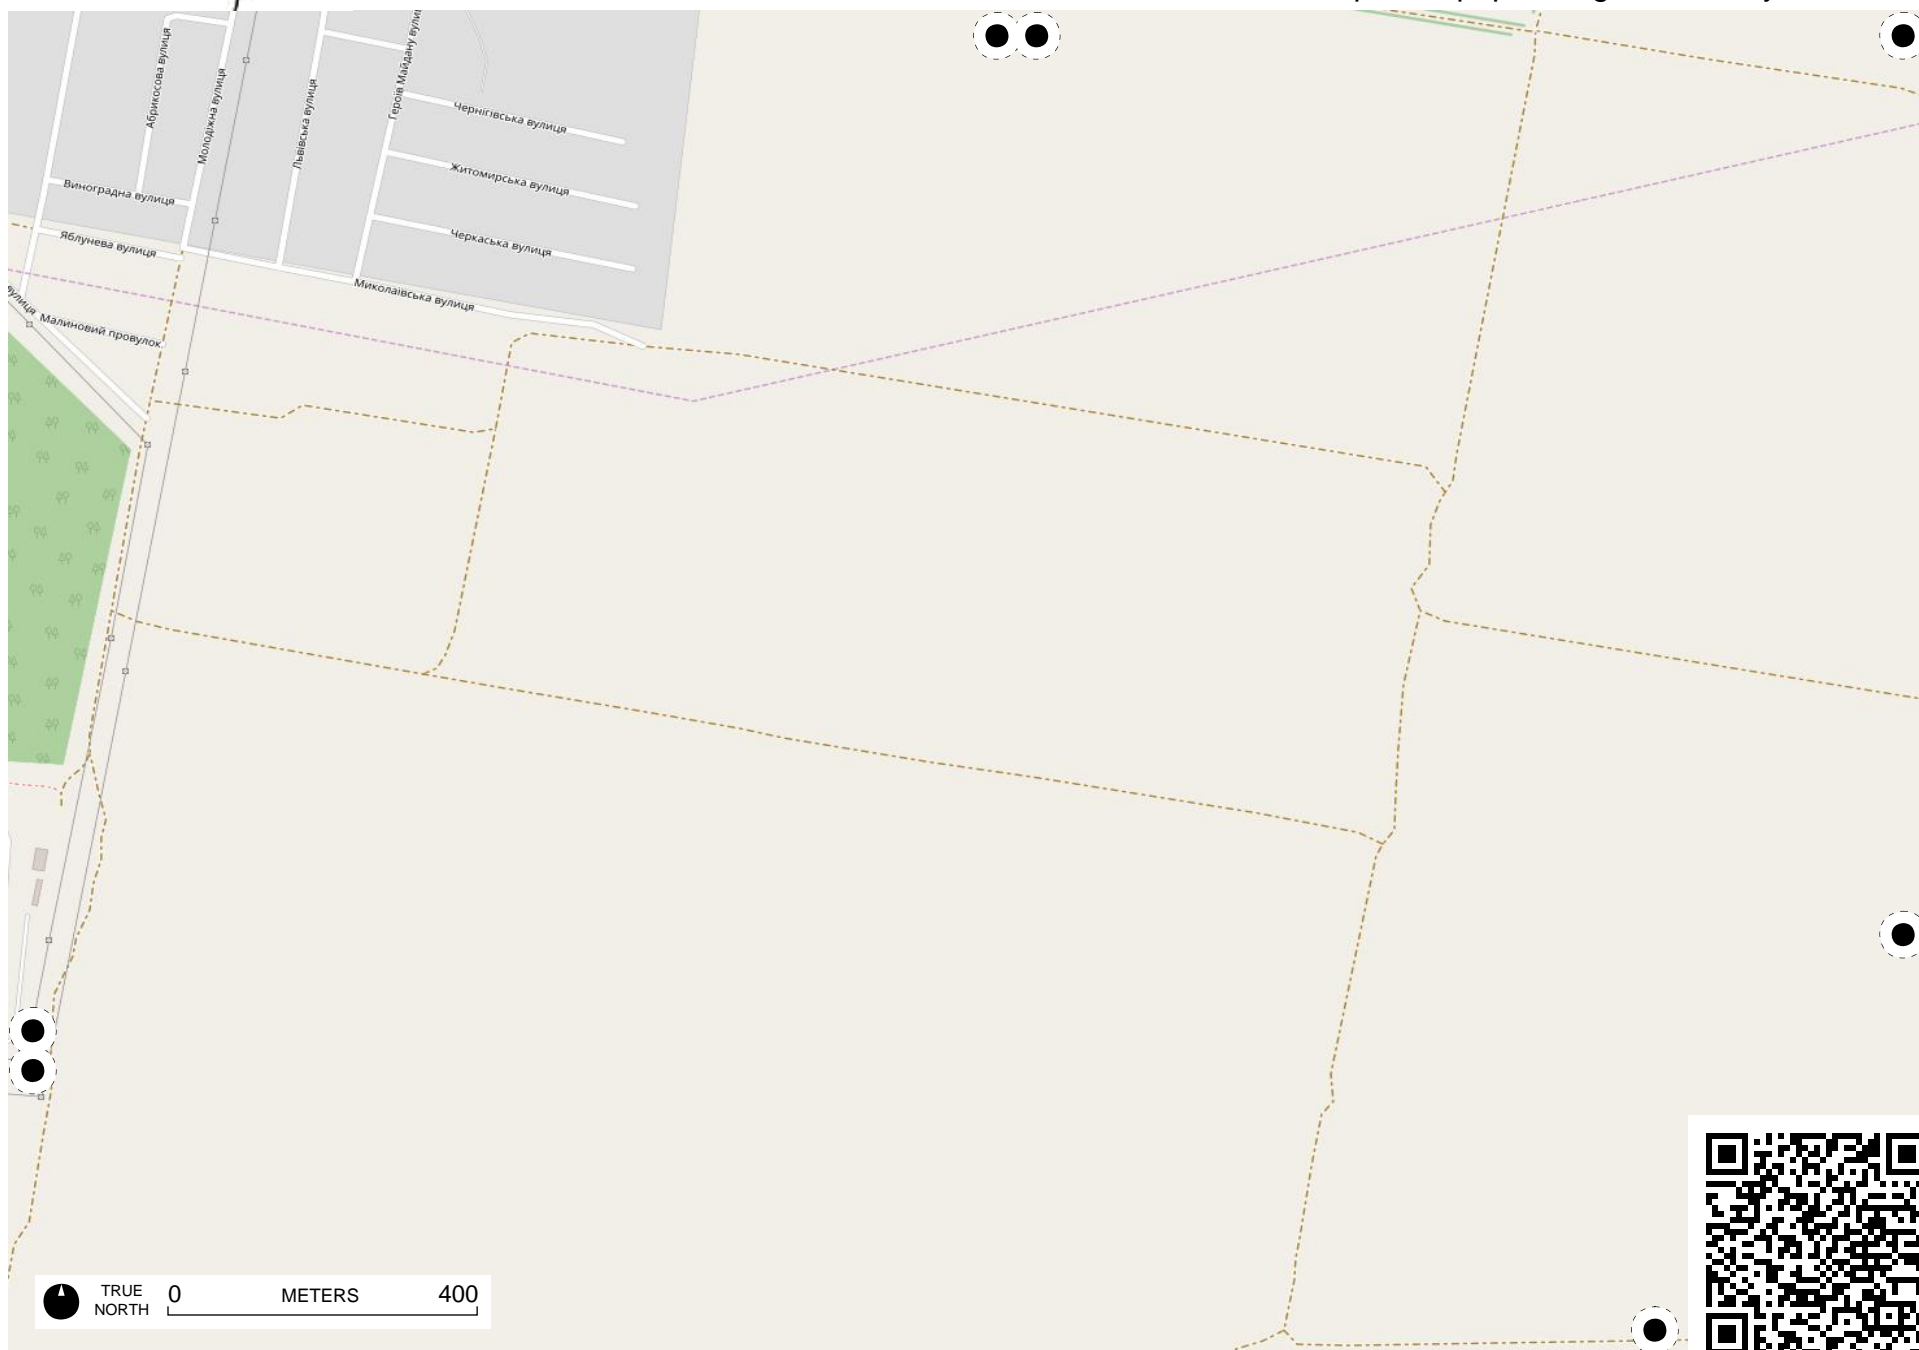 Абрикосова вулиця
Молодіжна вулиця
Львівська вулиця
Героїв Майдану вулиц
Чернігівська вулиця
Житомирська вулиця
Виноградна вулиця
Черкаська вулиця
Яблунева вулиця
Миколаївська вулиця
вулиця
Малиновий провулок
TRUE
NORTH
0 METERS 400